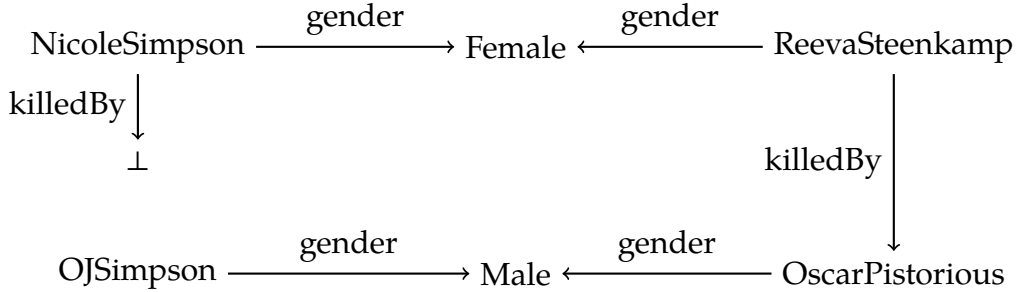 gender gender
NicoleSimpson Female ReevaSteenkamp
killedBy
⊥ killedBy
gender gender
OJSimpson Male OscarPistorious